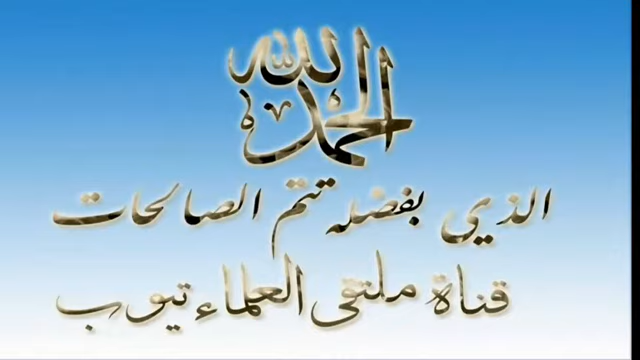 الحمد لله
الذي بفضله تتم الصالحات
قناة ملتقى العلماء تيوب